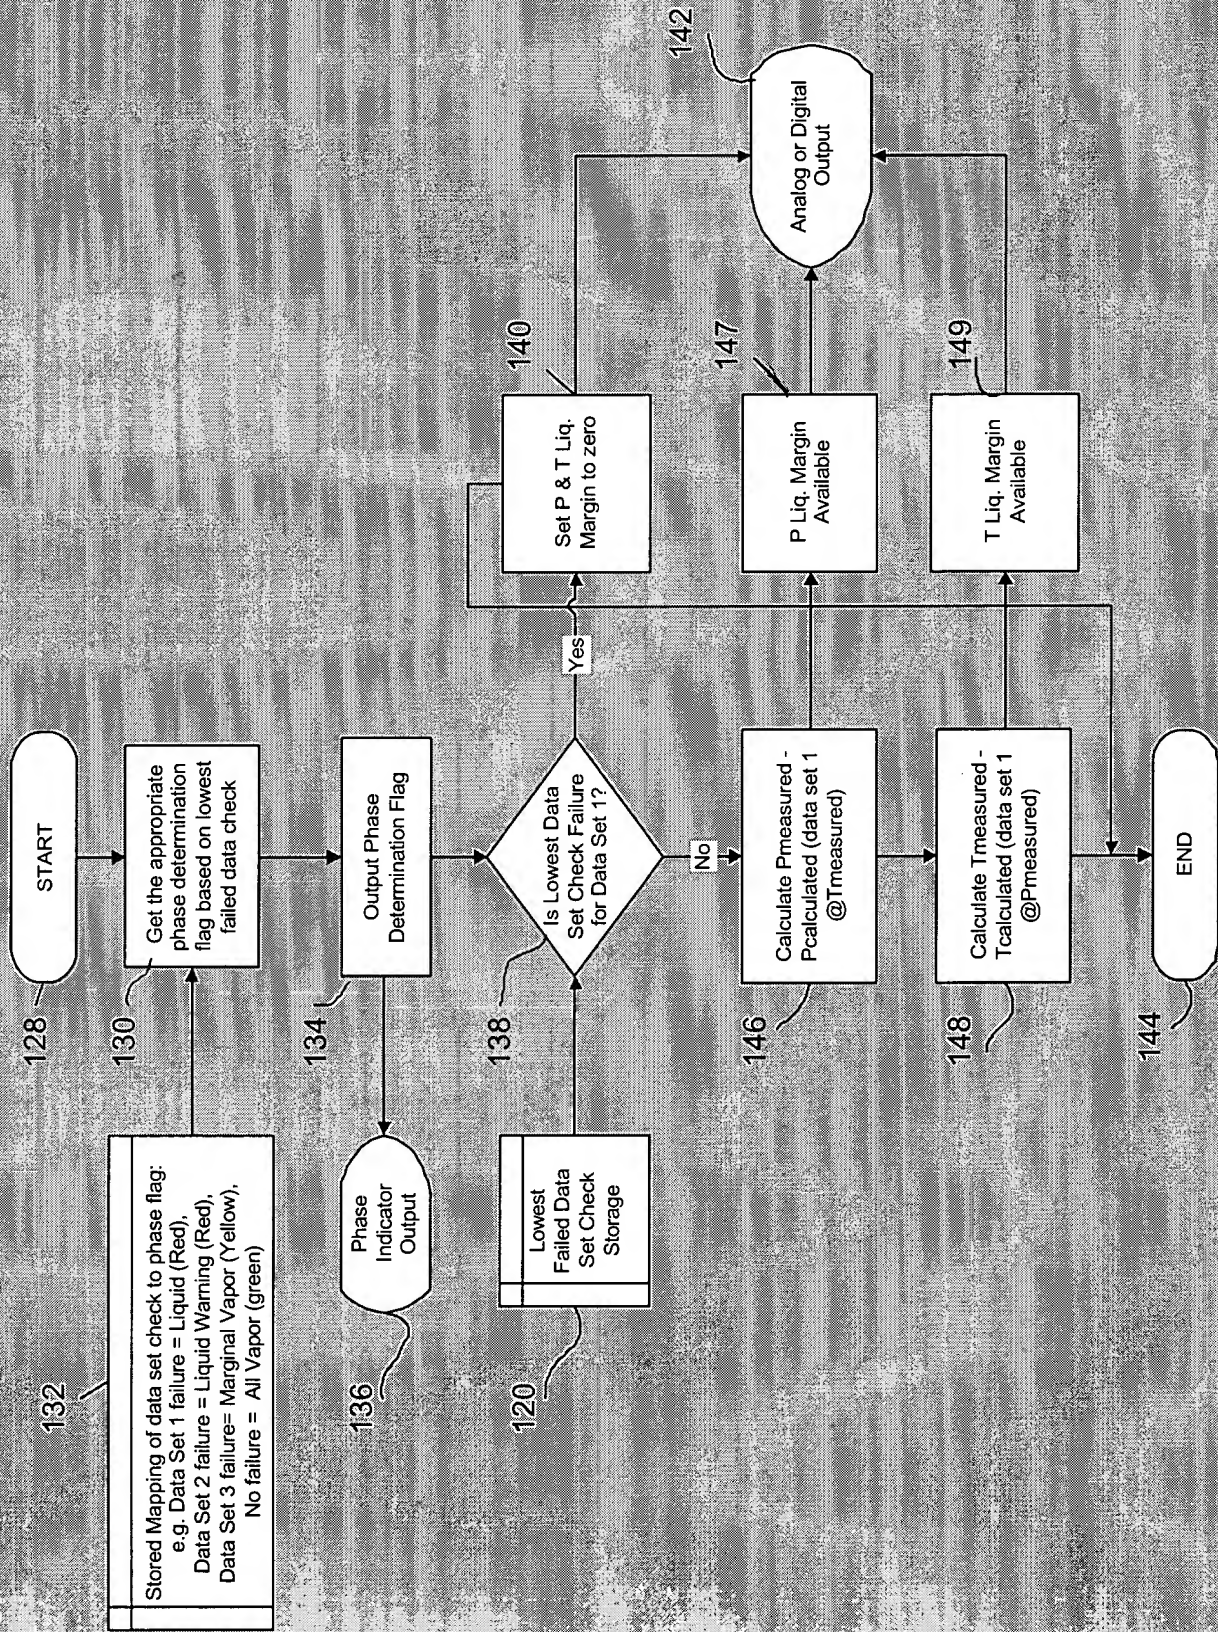 START
128
Stored Mapping of data set check to phase flag:
e.g. Data Set 1 failure = Liquid (Red),
Data Set 2 failure = Liquid Warning (Red),
Data Set 3 failure= Marginal Vapor (Yellow),
No failure = All Vapor (green)
132
Get the appropriate
phase determination
flag based on lowest
failed data check
130
Phase
Indicator
Output
136
Output Pthase
Determination Flag
134
Lowest
Failed Data
Set Check
Storage
120
Is Lowest Data
Set Check Failure
for Data Set 1?
138
Yes
No
Set P & T Liq.
Margin to zero
140
Calculate Pmeasured -
Pcalculated (data set 1
@Tmeasured)
146
P Liq. Margin
Available
147
Analog or Digital
Output
142
Calculate Tmeasured -
Tcalculated (data set 1
@Pmeasured)
148
T Liq. Margin
Available
149
END
144